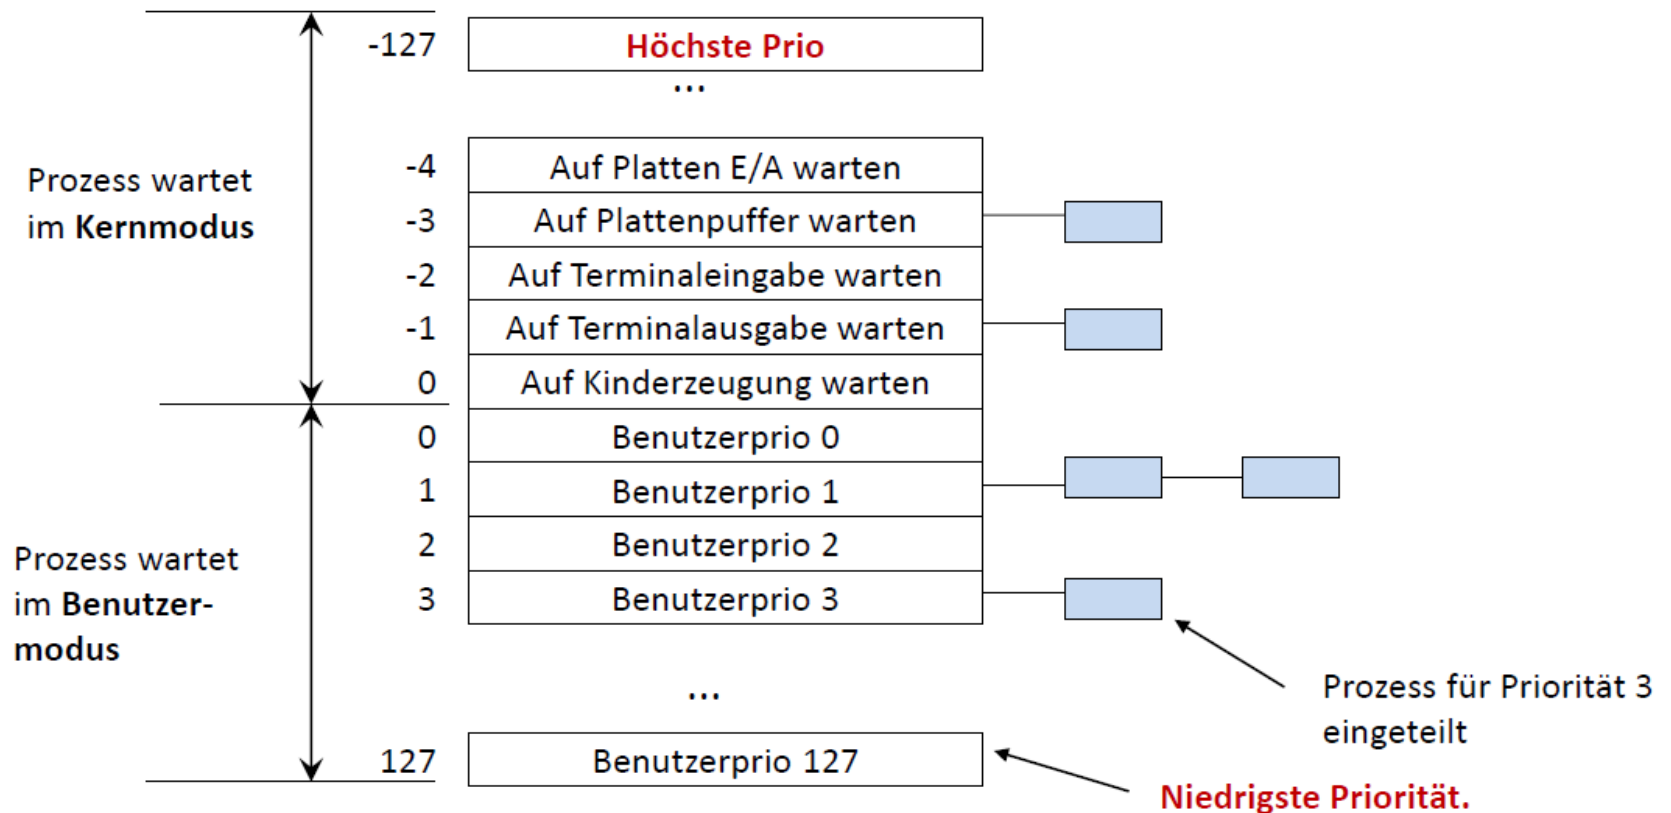 -127 Höchste Prio
...
-4 Auf Platten E/A warten
Prozess wartet
im Kernmodus
-3 Auf Plattenpuffer warten
-2 Auf Terminaleingabe warten
-1 Auf Terminalausgabe warten
0 Auf Kinderzeugung warten
0 Benutzerprio 0
1 Benutzerprio 1
2 Benutzerprio 2
Prozess wartet
im Benutzer-
modus
3 Benutzerprio 3
...
Prozess für Priorität 3
eingeteilt
127 Benutzerprio 127
Niedrigste Priorität.